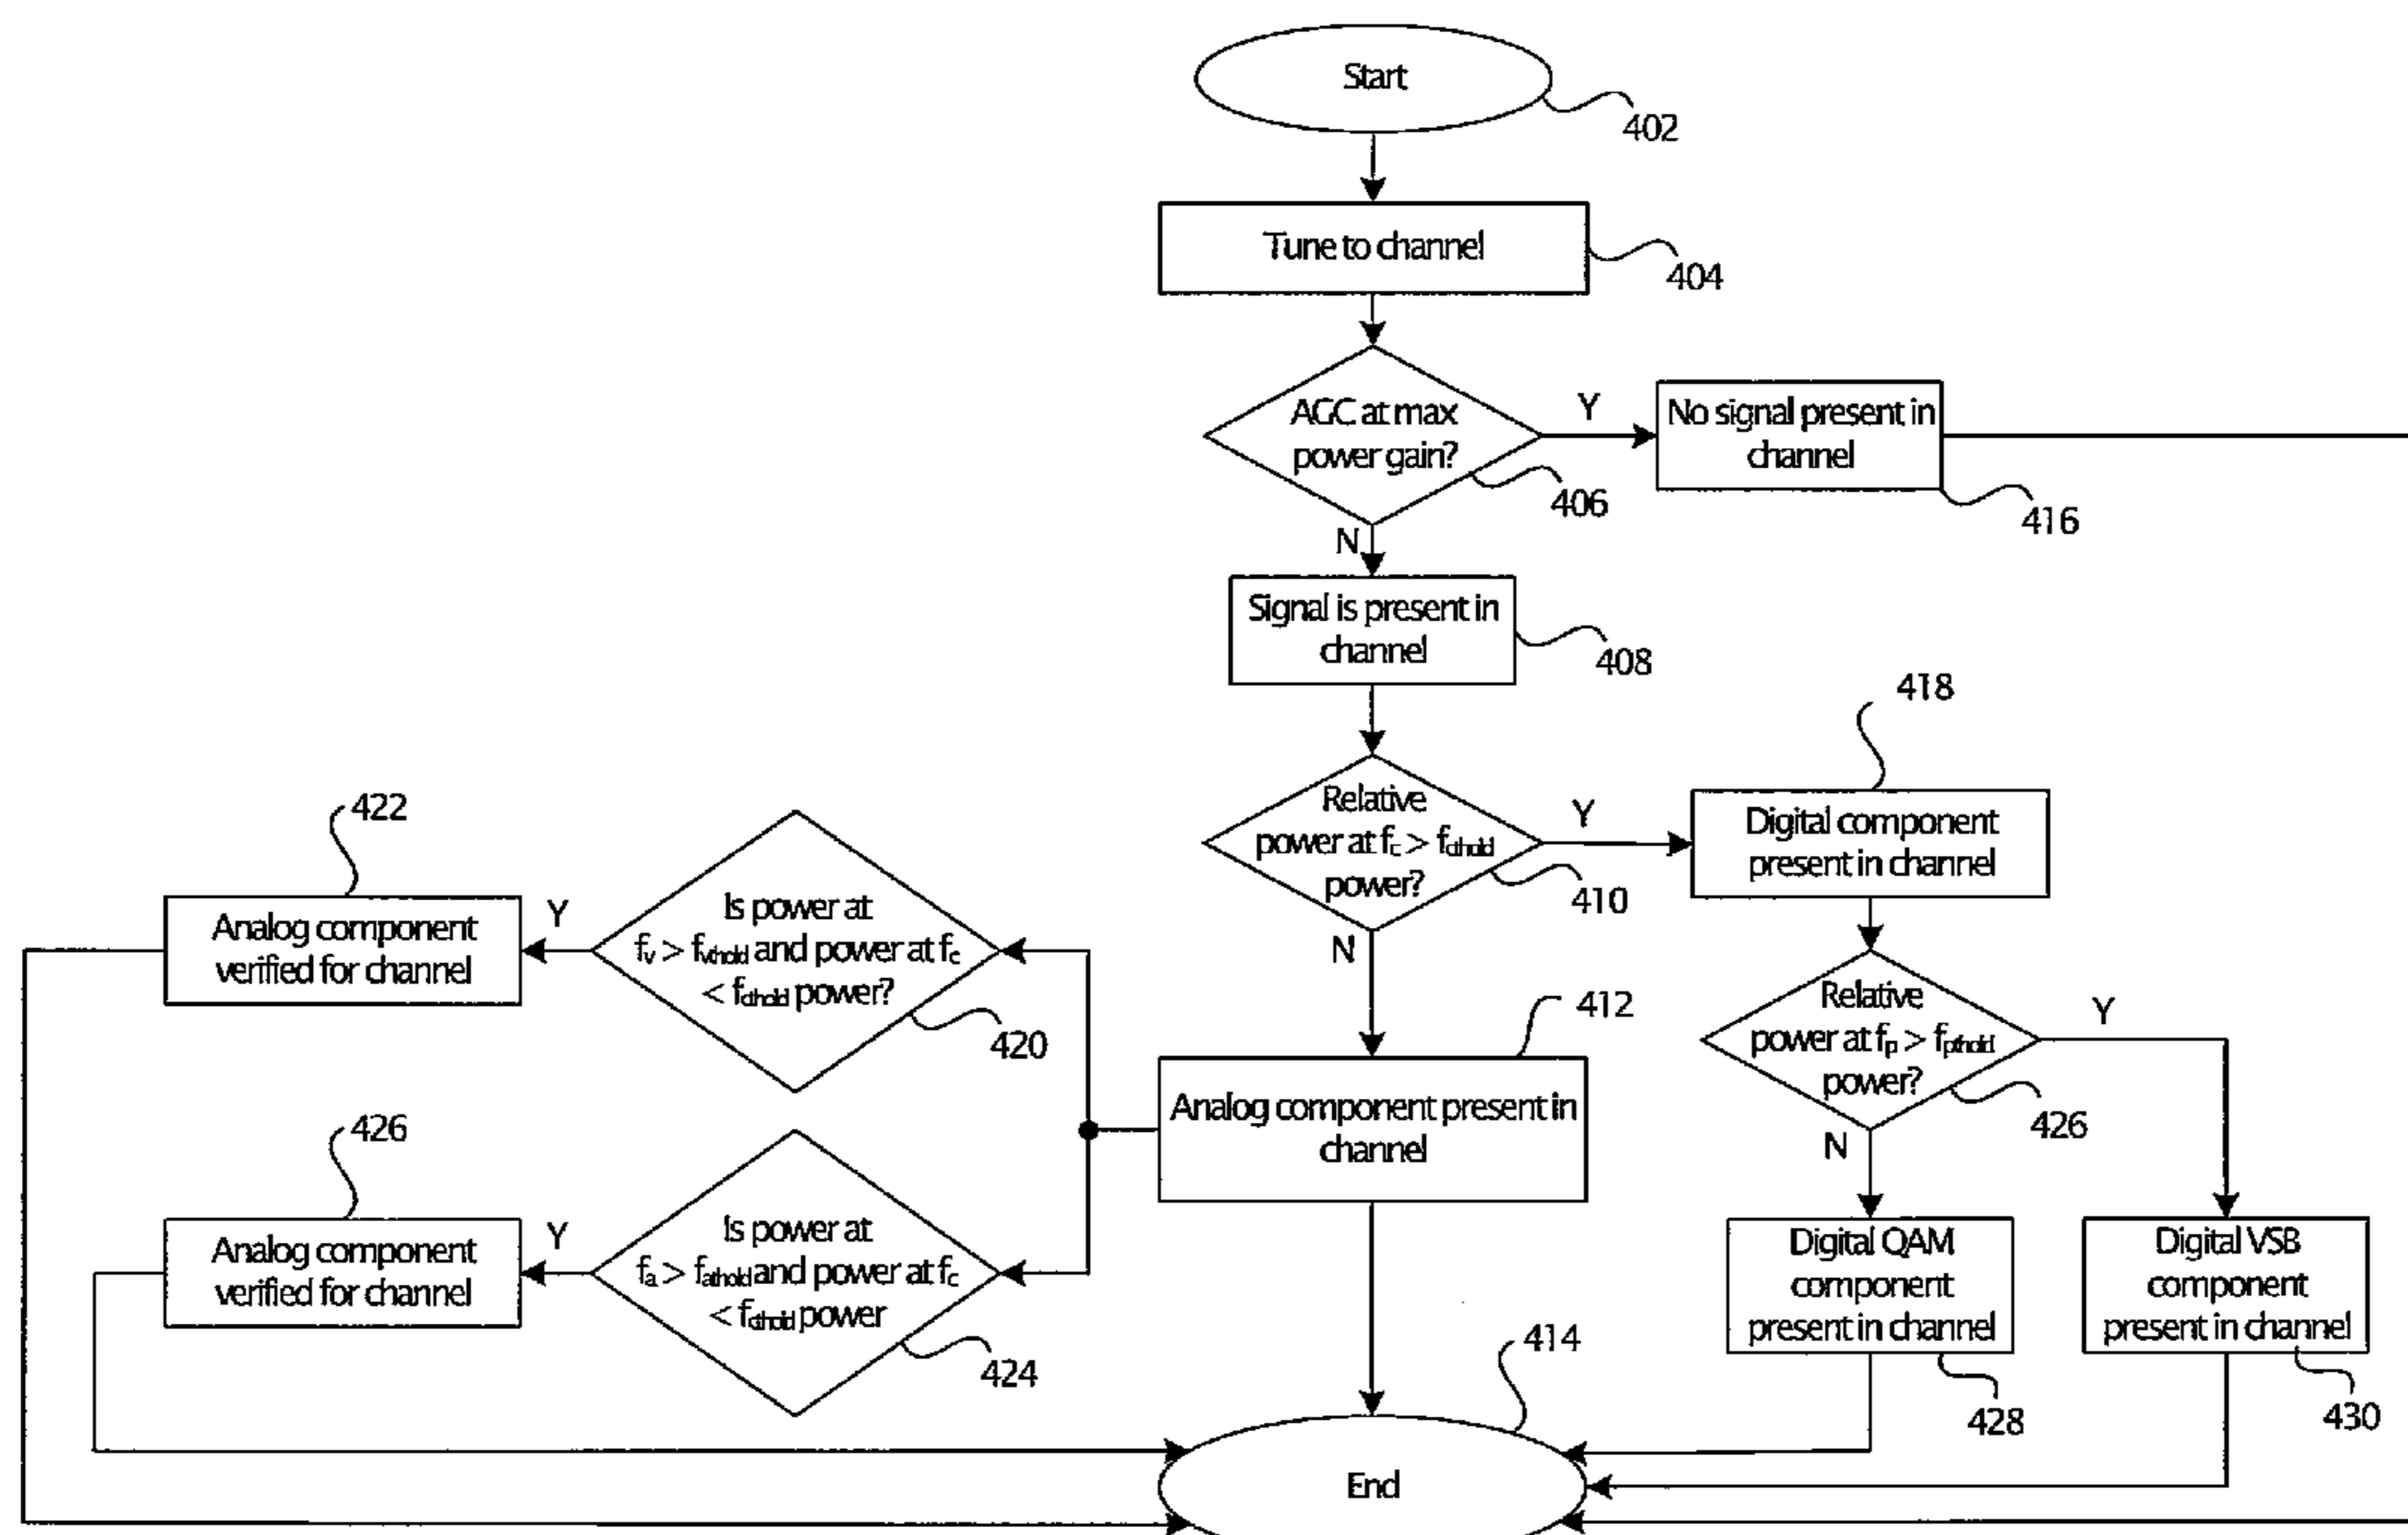 Start
402
Tune to channel
404
AGC at max
power gain?
406
Y
No signal present in
channel
416
N
Signal is present in
channel
408
Relative
power at fc > fcthold
power?
410
Y
418
Digital component
present in channel
N
422
Analog component
verified for channel
Y
Is power at
fv > fvthold and power at fc
< fcthold power?
420
412
Analog component present in
channel
Relative
power at fp > fpthold
power?
426
Y
N
426
Analog component
verified for channel
Y
Is power at
fa > fathold and power at fc
< fcthold power
424
Digital QAM
component
present in channel
428
Digital VSB
component
present in channel
430
414
End